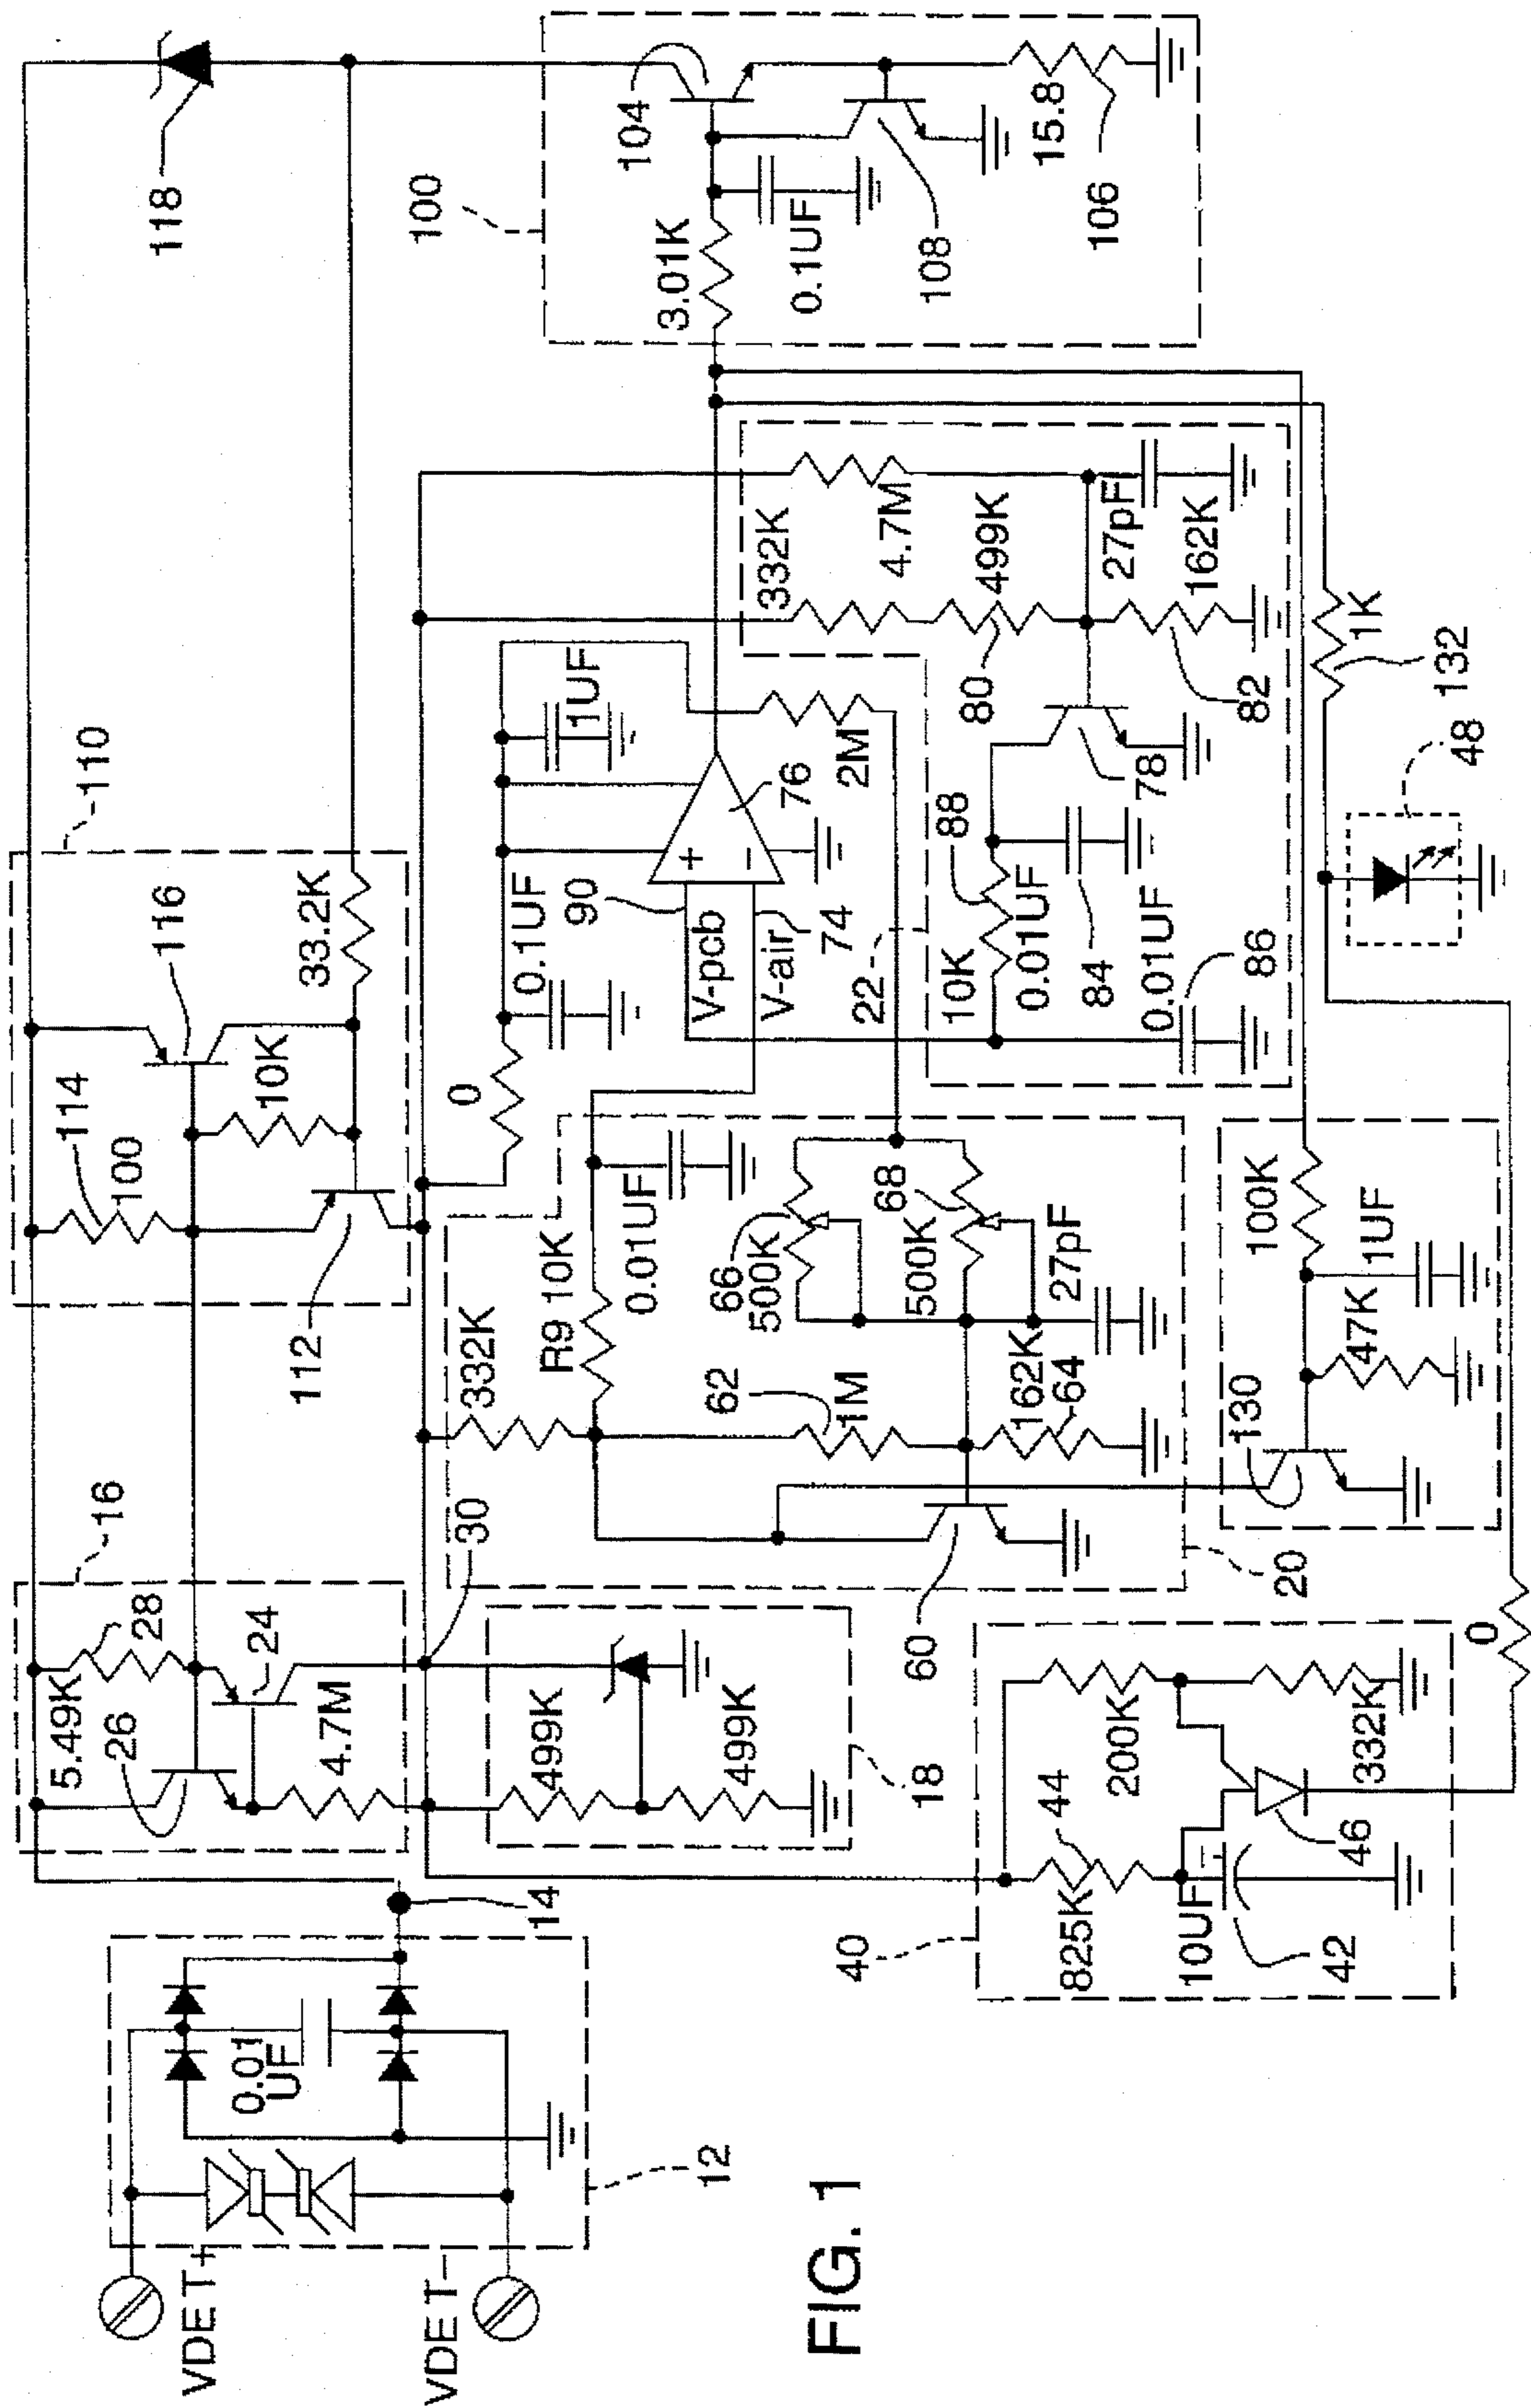 VDE T+
VDE T–
12
0.01
UF
14
16
5.49K
28
26
24
4.7M
30
499K
499K
18
40
825K
44
200K
10UF
42
46
332K
0
110
114
100
116
10K
33.2K
112
118
332K
R9 10K
0.01UF
62
1M
66
500K
68
500K
162K
64
27pF
60
20
0
0.1UF
1UF
90
V-pcb
V-air
74
76
2M
22
10K
88
0.01UF
84
0.01UF
86
78
332K
80
499K
4.7M
27pF
162K
82
100
3.01K
0.1UF
104
108
15.8
106
130
100K
47K
1UF
1K
132
48
FIG. 1